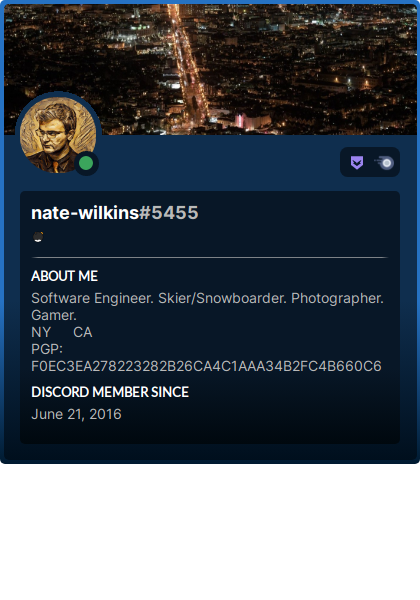 nate-wilkins#5455
ABOUT ME
Software Engineer. Skier/Snowboarder. Photographer.
Gamer.
NY CA
PGP:
F0EC3EA278223282B26CA4C1AAA34B2FC4B660C6
DISCORD MEMBER SINCE
June 21, 2016